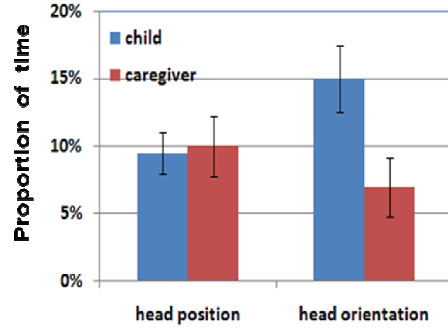 20%
15%
10%
5%
0%
Proportion of time
child
caregiver
head position
head orientation